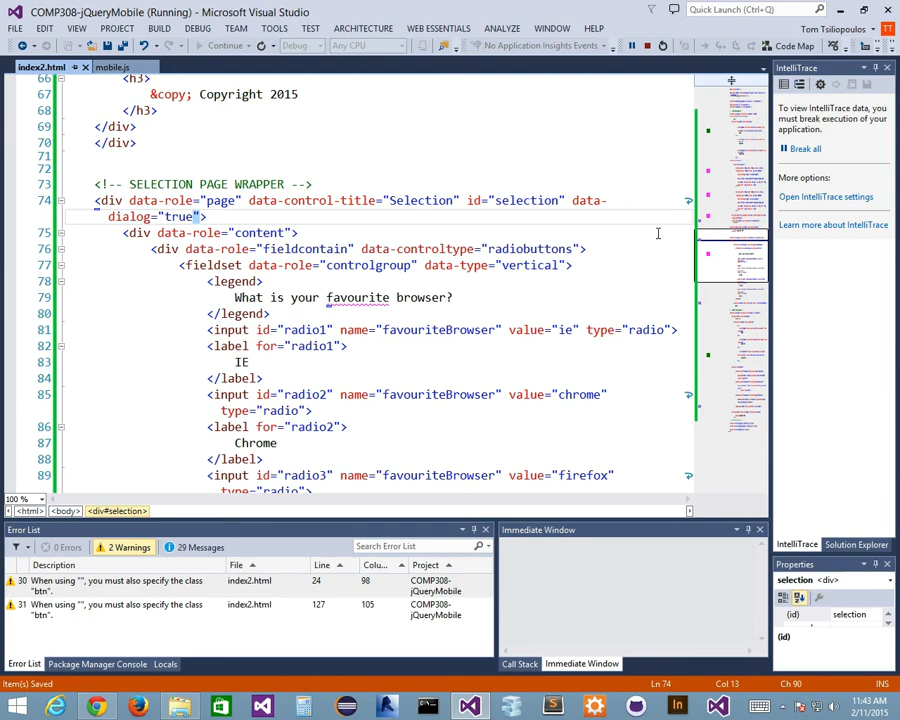 COMP308-jQueryMobile (Running) - Microsoft Visual Studio
Quick Launch (Ctrl+Q)
FILE EDIT VIEW PROJECT BUILD DEBUG TEAM TOOLS TEST ARCHITECTURE WEB ESSENTIALS ANALYZE WINDOW HELP
Tom Tsiliopoulos TT
Continue Debug Any CPU No Application Insights Events Code Map
index2.html mobile.js
IntelliTrace
66 <h3>
67 &copy; Copyright 2015
68 </h3>
69 </div>
70 </div>
71
72
73 <!-- SELECTION PAGE WRAPPER -->
74 <div data-role="page" data-control-title="Selection" id="selection" data-
dialog="true">
75 <div data-role="content">
76 <div data-role="fieldcontain" data-controltype="radiobuttons">
77 <fieldset data-role="controlgroup" data-type="vertical">
78 <legend>
79 What is your favourite browser?
80 </legend>
81 <input id="radio1" name="favouriteBrowser" value="ie" type="radio">
82 <label for="radio1">
83 IE
84 </label>
85 <input id="radio2" name="favouriteBrowser" value="chrome"
type="radio">
86 <label for="radio2">
87 Chrome
88 </label>
89 <input id="radio3" name="favouriteBrowser" value="firefox"
type="radio">
To view IntelliTrace data, you must break execution of your application.
Break all
Open IntelliTrace settings
Learn more about IntelliTrace
100 %
<html> <body> <div#selection>
IntelliTrace Solution Explorer
Error List
0 Errors 2 Warnings 29 Messages Search Error List
Description File Line Colu... Project
30 When using "", you must also specify the class "btn". index2.html 24 98 COMP308-jQueryMobile
31 When using "", you must also specify the class "btn". index2.html 127 105 COMP308-jQueryMobile
Error List Package Manager Console Locals
Immediate Window
Call Stack Immediate Window
Properties
selection <div>
(id) selection
(id)
Item(s) Saved Ln 74 Col 13 Ch 90 INS
11:43 AM
2/11/2015